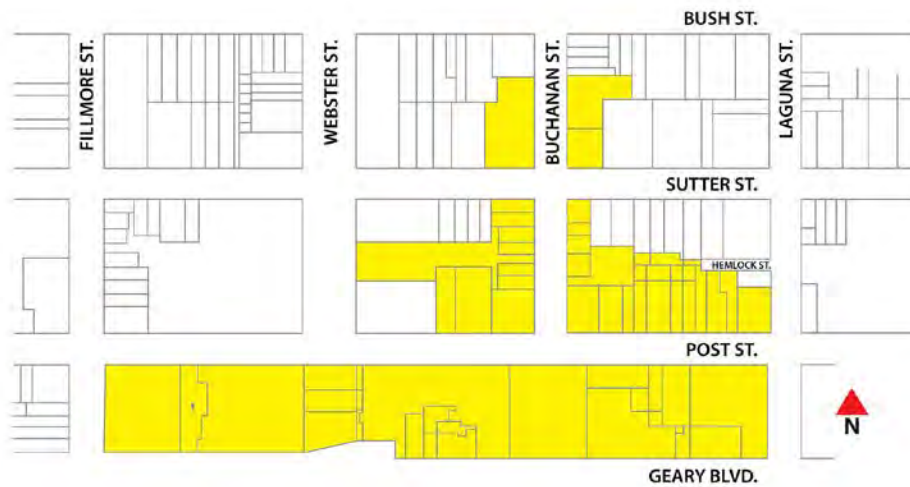 BUSH ST.
FILLMORE ST.
WEBSTER ST.
BUCHANAN ST.
LAGUNA ST.
SUTTER ST.
HEMLOCK ST.
POST ST.
N
GEARY BLVD.